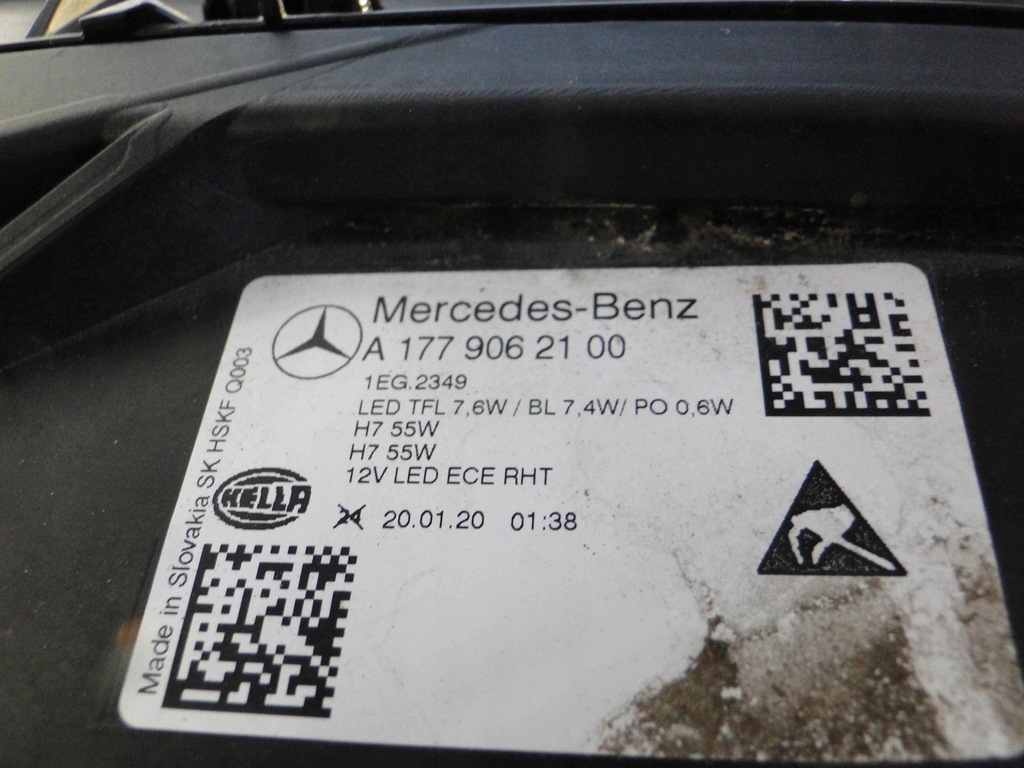 Mercedes-Benz
A 177 906 21 00
1EG.2349
LED TFL 7,6W / BL 7,4W/ PO 0,6W
H7 55W
H7 55W
12V LED ECE RHT
HELLA
24 20.01.20 01:38
Made in Slovakia SK HSKF Q003